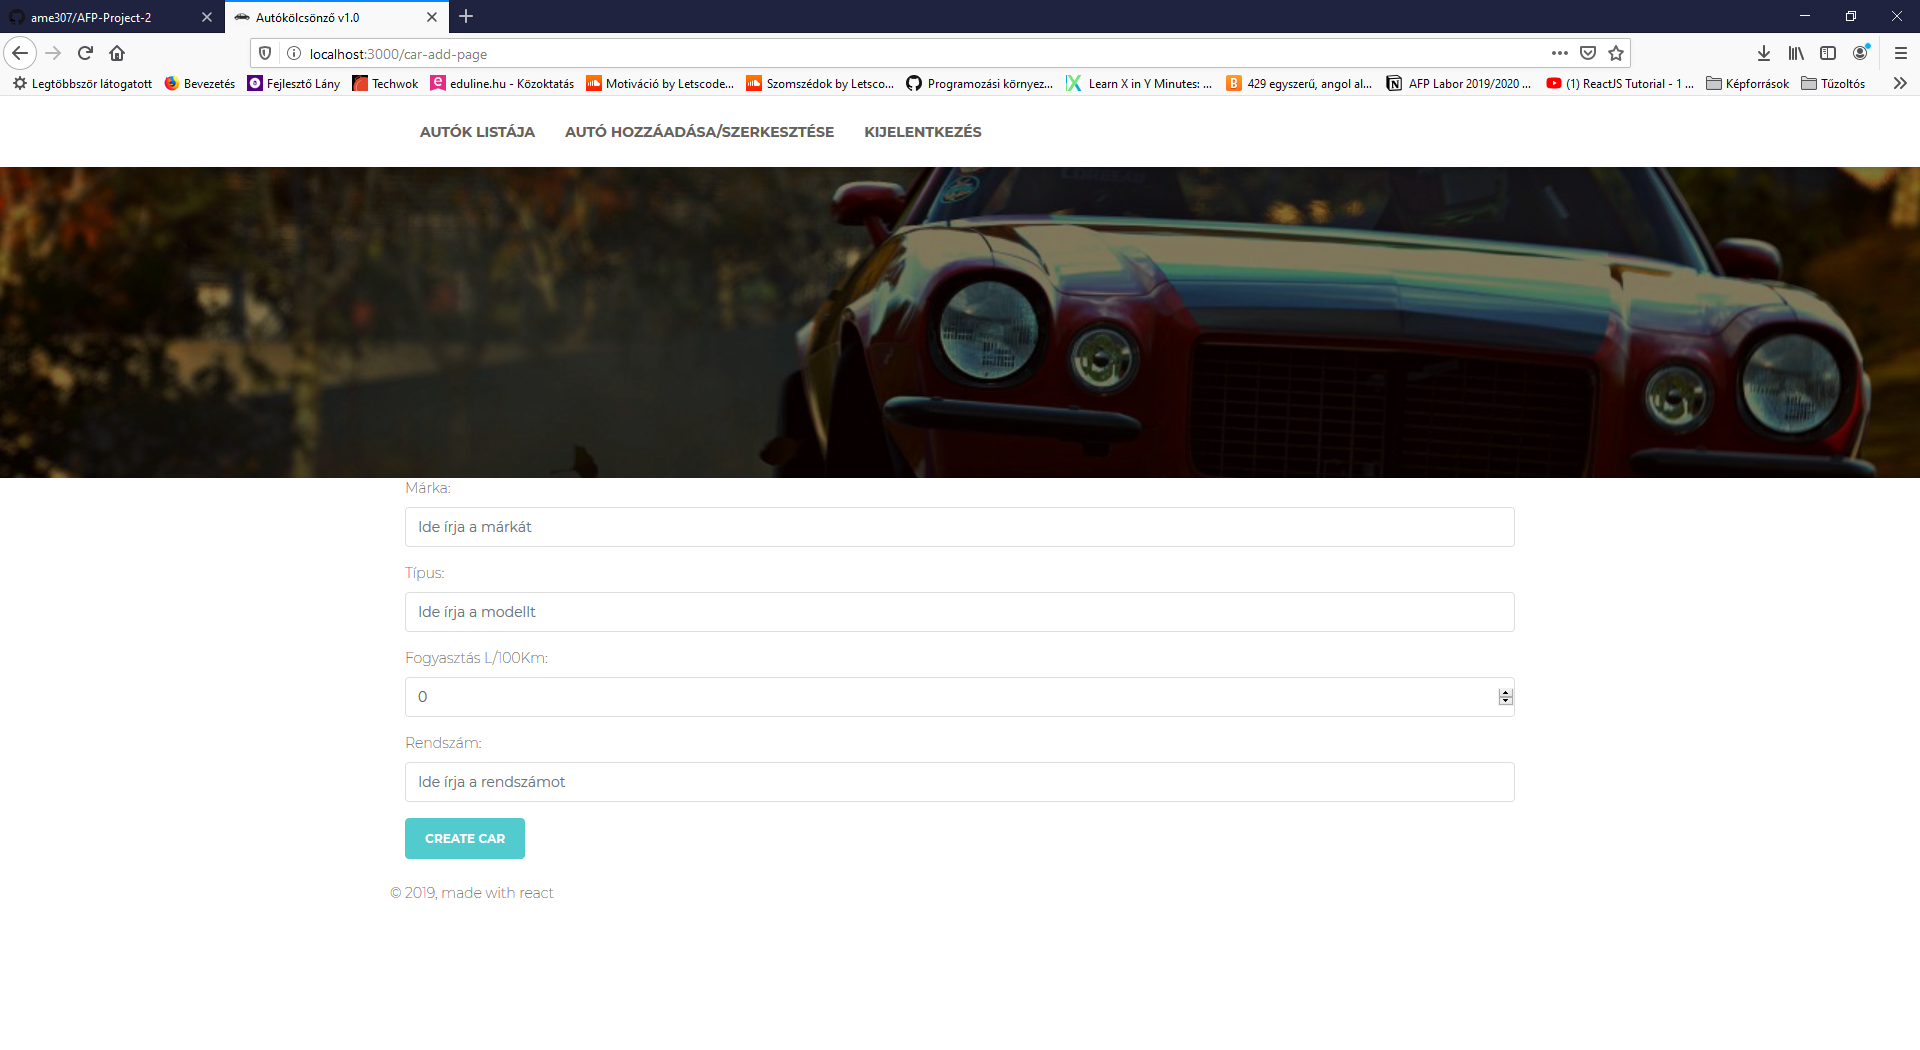 ame307/AFP-Project-2
Autókölcsönző v1.0
localhost:3000/car-add-page
Legtöbbször látogatott
Bevezetés
Fejlesztő Lány
Techwok
eduline.hu - Közoktatás
Motiváció by Letscode...
Szomszédok by Letsco...
Programozási környez...
Learn X in Y Minutes: ...
429 egyszerű, angol al...
AFP Labor 2019/2020 ...
(1) ReactJS Tutorial - 1 ...
Képforrások
Tűzoltós
AUTÓK LISTÁJA
AUTÓ HOZZÁADÁSA/SZERKESZTÉSE
KIJELENTKEZÉS
Márka:
Ide írja a márkát
Típus:
Ide írja a modellt
Fogyasztás L/100Km:
0
Rendszám:
Ide írja a rendszámot
CREATE CAR
© 2019, made with react